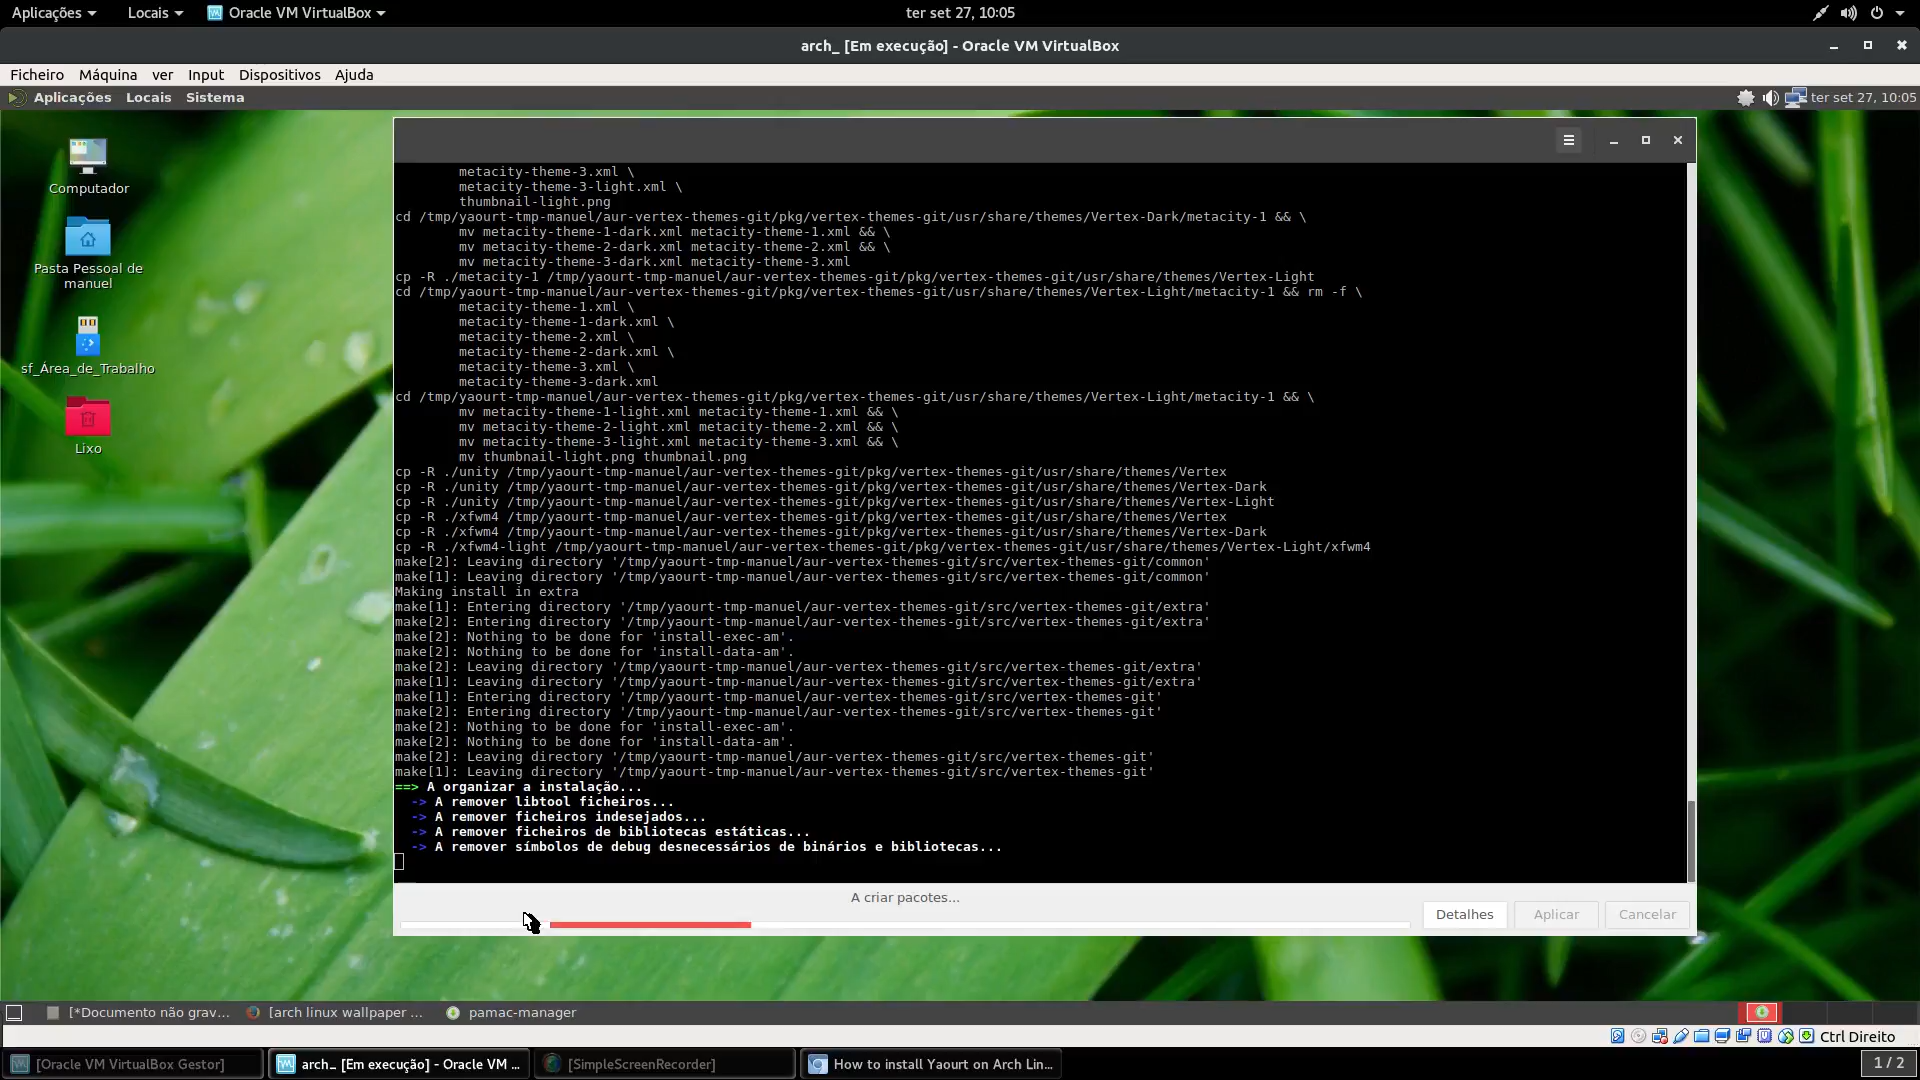 Aplicações Locais Oracle VM VirtualBox ter set 27, 10:05
arch_ [Em execução] - Oracle VM VirtualBox
Ficheiro Máquina ver Input Dispositivos Ajuda
Aplicações Locais Sistema ter set 27, 10:05
Computador
Pasta Pessoal de
manuel
sf_Área_de_Trabalho
Lixo
metacity-theme-3.xml \
metacity-theme-3-light.xml \
thumbnail-light.png
cd /tmp/yaourt-tmp-manuel/aur-vertex-themes-git/pkg/vertex-themes-git/usr/share/themes/Vertex-Dark/metacity-1 && \
mv metacity-theme-1-dark.xml metacity-theme-1.xml && \
mv metacity-theme-2-dark.xml metacity-theme-2.xml && \
mv metacity-theme-3-dark.xml metacity-theme-3.xml
cp -R ./metacity-1 /tmp/yaourt-tmp-manuel/aur-vertex-themes-git/pkg/vertex-themes-git/usr/share/themes/Vertex-Light
cd /tmp/yaourt-tmp-manuel/aur-vertex-themes-git/pkg/vertex-themes-git/usr/share/themes/Vertex-Light/metacity-1 && rm -f \
metacity-theme-1.xml \
metacity-theme-1-dark.xml \
metacity-theme-2.xml \
metacity-theme-2-dark.xml \
metacity-theme-3.xml \
metacity-theme-3-dark.xml
cd /tmp/yaourt-tmp-manuel/aur-vertex-themes-git/pkg/vertex-themes-git/usr/share/themes/Vertex-Light/metacity-1 && \
mv metacity-theme-1-light.xml metacity-theme-1.xml && \
mv metacity-theme-2-light.xml metacity-theme-2.xml && \
mv metacity-theme-3-light.xml metacity-theme-3.xml && \
mv thumbnail-light.png thumbnail.png
cp -R ./unity /tmp/yaourt-tmp-manuel/aur-vertex-themes-git/pkg/vertex-themes-git/usr/share/themes/Vertex
cp -R ./unity /tmp/yaourt-tmp-manuel/aur-vertex-themes-git/pkg/vertex-themes-git/usr/share/themes/Vertex-Dark
cp -R ./unity /tmp/yaourt-tmp-manuel/aur-vertex-themes-git/pkg/vertex-themes-git/usr/share/themes/Vertex-Light
cp -R ./xfwm4 /tmp/yaourt-tmp-manuel/aur-vertex-themes-git/pkg/vertex-themes-git/usr/share/themes/Vertex
cp -R ./xfwm4 /tmp/yaourt-tmp-manuel/aur-vertex-themes-git/pkg/vertex-themes-git/usr/share/themes/Vertex-Dark
cp -R ./xfwm4-light /tmp/yaourt-tmp-manuel/aur-vertex-themes-git/pkg/vertex-themes-git/usr/share/themes/Vertex-Light/xfwm4
make[2]: Leaving directory '/tmp/yaourt-tmp-manuel/aur-vertex-themes-git/src/vertex-themes-git/common'
make[1]: Leaving directory '/tmp/yaourt-tmp-manuel/aur-vertex-themes-git/src/vertex-themes-git/common'
Making install in extra
make[1]: Entering directory '/tmp/yaourt-tmp-manuel/aur-vertex-themes-git/src/vertex-themes-git/extra'
make[2]: Entering directory '/tmp/yaourt-tmp-manuel/aur-vertex-themes-git/src/vertex-themes-git/extra'
make[2]: Nothing to be done for 'install-exec-am'.
make[2]: Nothing to be done for 'install-data-am'.
make[2]: Leaving directory '/tmp/yaourt-tmp-manuel/aur-vertex-themes-git/src/vertex-themes-git/extra'
make[1]: Leaving directory '/tmp/yaourt-tmp-manuel/aur-vertex-themes-git/src/vertex-themes-git/extra'
make[1]: Entering directory '/tmp/yaourt-tmp-manuel/aur-vertex-themes-git/src/vertex-themes-git'
make[2]: Entering directory '/tmp/yaourt-tmp-manuel/aur-vertex-themes-git/src/vertex-themes-git'
make[2]: Nothing to be done for 'install-exec-am'.
make[2]: Nothing to be done for 'install-data-am'.
make[2]: Leaving directory '/tmp/yaourt-tmp-manuel/aur-vertex-themes-git/src/vertex-themes-git'
make[1]: Leaving directory '/tmp/yaourt-tmp-manuel/aur-vertex-themes-git/src/vertex-themes-git'
==> A organizar a instalação...
-> A remover libtool ficheiros...
-> A remover ficheiros indesejados...
-> A remover ficheiros de bibliotecas estáticas...
-> A remover símbolos de debug desnecessários de binários e bibliotecas...
A criar pacotes...
Detalhes Aplicar Cancelar
[*Documento não grav... [arch linux wallpaper ... pamac-manager
Ctrl Direito
[Oracle VM VirtualBox Gestor] arch_ [Em execução] - Oracle VM ... [SimpleScreenRecorder] How to install Yaourt on Arch Lin... 1 / 2